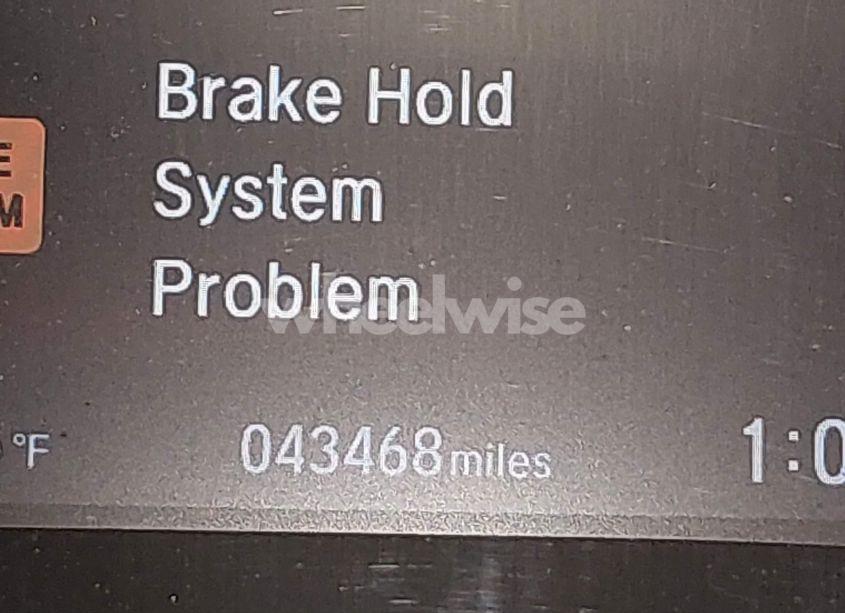 Brake Hold
E
M
System
Problem
wheelwise
°F
043468 miles
1:0